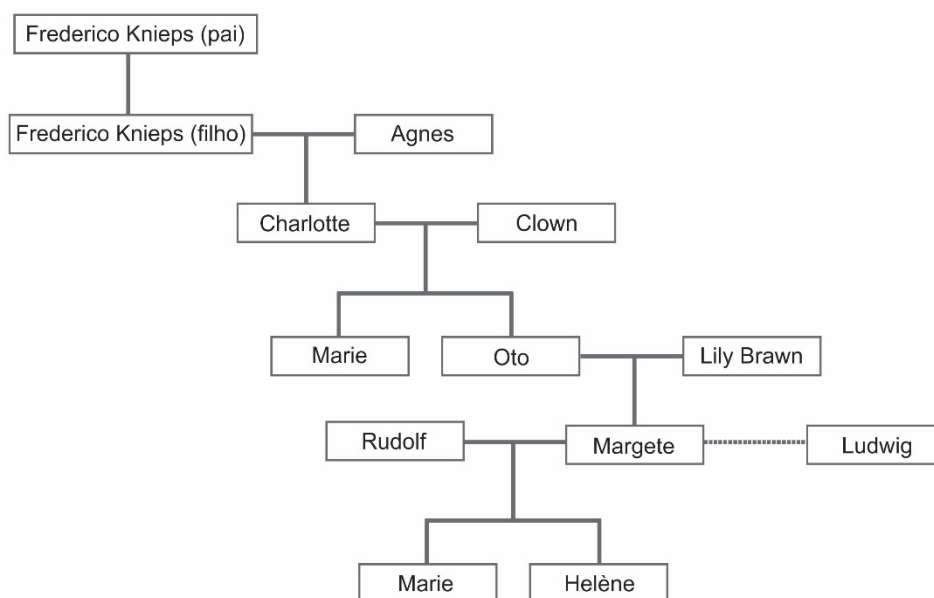 Frederico Knieps (pai)
Frederico Knieps (filho)
Agnes
Charlotte
Clown
Marie
Oto
Lily Brawn
Rudolf
Margete
Ludwig
Marie
Helène